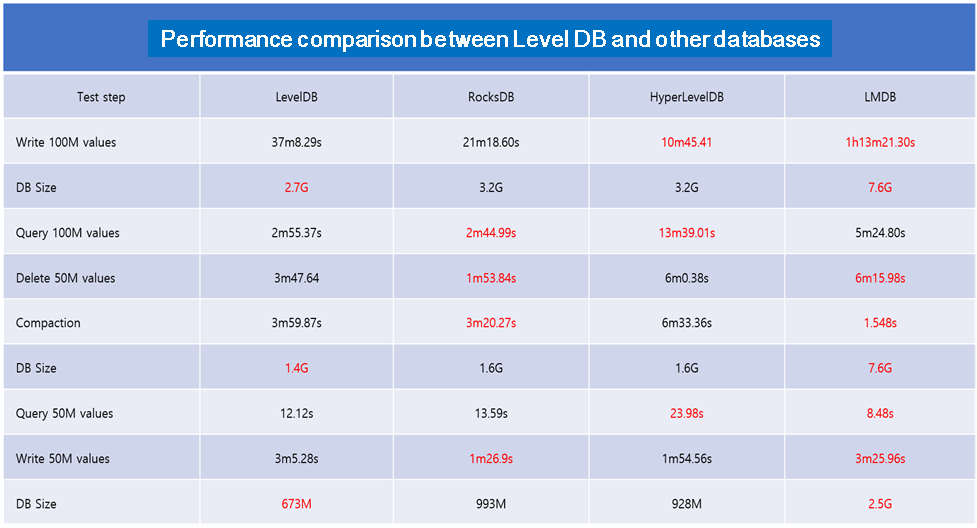 Performance comparison between Level DB and other databases
Test step LevelDB RocksDB HyperLevelDB LMDB
Write 100M values 37m8.29s 21m18.60s 10m45.41 1h13m21.30s
DB Size 2.7G 3.2G 3.2G 7.6G
Query 100M values 2m55.37s 2m44.99s 13m39.01s 5m24.80s
Delete 50M values 3m47.64 1m53.84s 6m0.38s 6m15.98s
Compaction 3m59.87s 3m20.27s 6m33.36s 1.548s
DB Size 1.4G 1.6G 1.6G 7.6G
Query 50M values 12.12s 13.59s 23.98s 8.48s
Write 50M values 3m5.28s 1m26.9s 1m54.56s 3m25.96s
DB Size 673M 993M 928M 2.5G